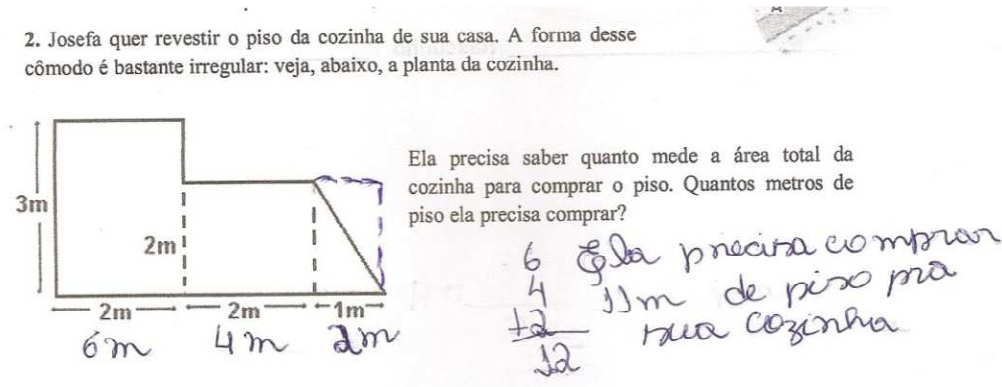 2. Josefa quer revestir o piso da cozinha de sua casa. A forma desse
cômodo é bastante irregular: veja, abaixo, a planta da cozinha.
3m
2m
2m
2m
1m
6m
4m
2m
Ela precisa saber quanto mede a área total da
cozinha para comprar o piso. Quantos metros de
piso ela precisa comprar?
6
4
+2
12
Ela precisa comprar
11m de piso pra
sua cozinha